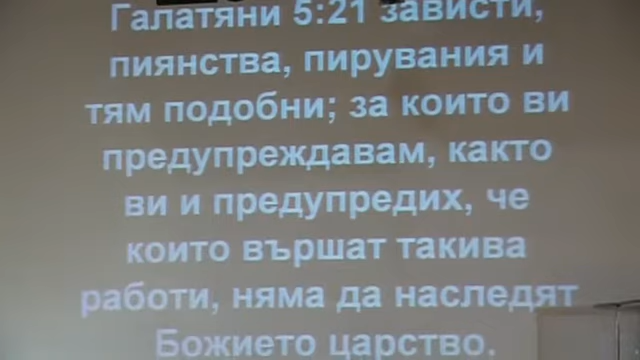 Галатяни 5:21 зависти,
пиянства, пирувания и
тям подобни; за които ви
предупреждавам, както
ви и предупредих, че
които вършат такива
работи, няма да наследят
Божието царство.